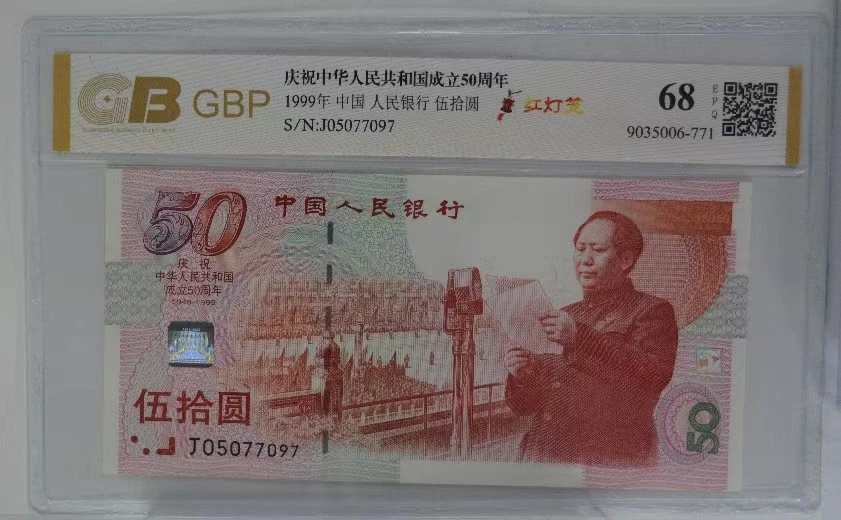 GB GBP
庆祝中华人民共和国成立50周年
1999年 中国 人民银行 伍拾圆
红灯笼
S/N:J05077097
68
EPQ
9035006-771
50
中国人民银行
庆祝
中华人民共和国
成立50周年
1949-1999
伍拾圆
J05077097
50